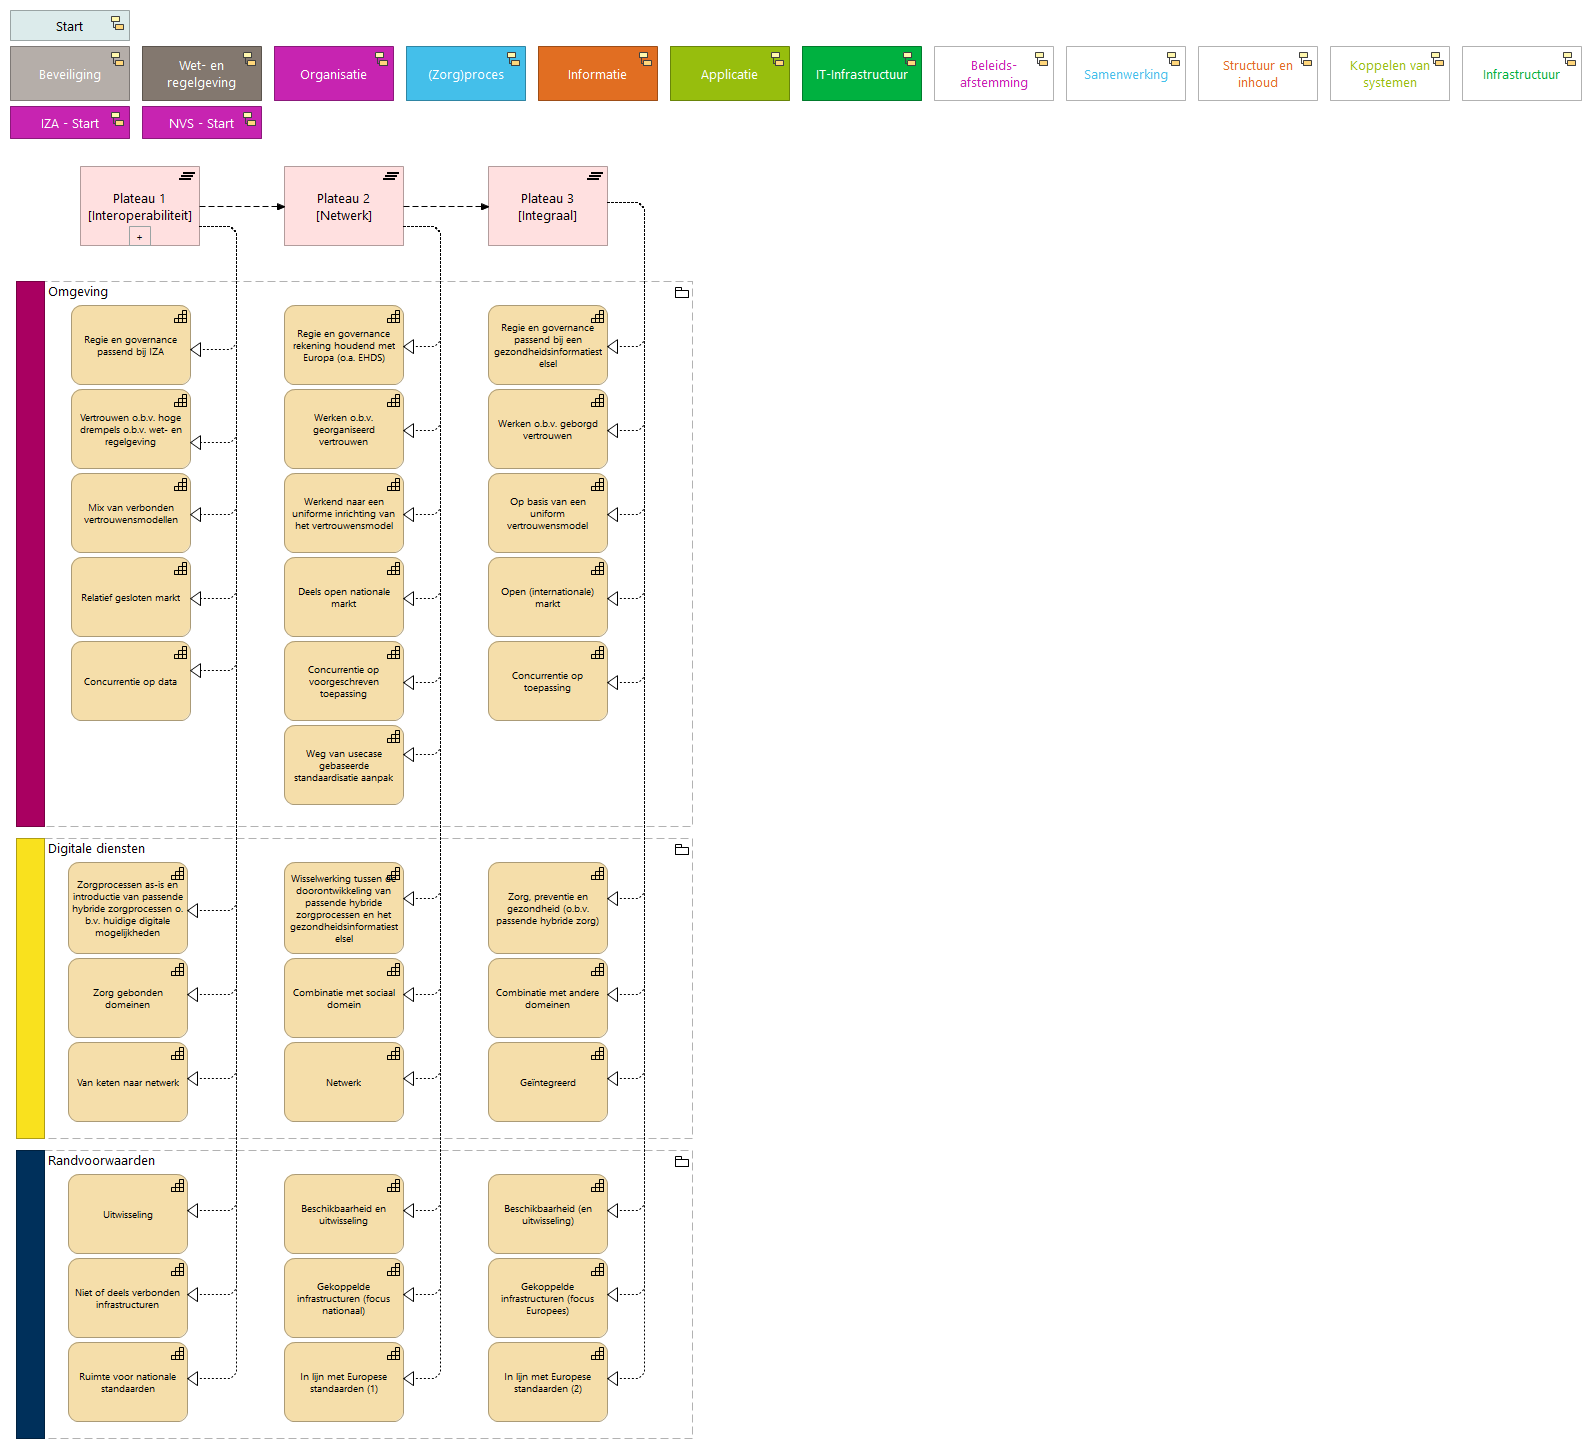 Start
Beveiliging
Wet- en
regelgeving
Organisatie
(Zorg)proces
Informatie
Applicatie
IT-Infrastructuur
Beleids-
afstemming
Samenwerking
Structuur en
inhoud
Koppelen van
systemen
Infrastructuur
IZA - Start
NVS - Start
Plateau 1
[Interoperabiliteit]
+
Plateau 2
[Netwerk]
Plateau 3
[Integraal]
Omgeving
Regie en governance
passend bij IZA
Regie en governance
rekening houdend met
Europa (o.a. EHDS)
Regie en governance
passend bij een
gezondheidsinformatiest
elsel
Vertrouwen o.b.v. hoge
drempels o.b.v. wet- en
regelgeving
Werken o.b.v.
georganiseerd
vertrouwen
Werken o.b.v. geborgd
vertrouwen
Mix van verbonden
vertrouwensmodellen
Werkend naar een
uniforme inrichting van
het vertrouwensmodel
Op basis van een
uniform
vertrouwensmodel
Relatief gesloten markt
Deels open nationale
markt
Open (internationale)
markt
Concurrentie op data
Concurrentie op
voorgeschreven
toepassing
Concurrentie op
toepassing
Weg van usecase
gebaseerde
standaardisatie aanpak
Digitale diensten
Zorgprocessen as-is en
introductie van passende
hybride zorgprocessen o.
b.v. huidige digitale
mogelijkheden
Wisselwerking tussen de
doorontwikkeling van
passende hybride
zorgprocessen en het
gezondheidsinformatiest
elsel
Zorg, preventie en
gezondheid (o.b.v.
passende hybride zorg)
Zorg gebonden
domeinen
Combinatie met sociaal
domein
Combinatie met andere
domeinen
Van keten naar netwerk
Netwerk
Geïntegreerd
Randvoorwaarden
Uitwisseling
Beschikbaarheid en
uitwisseling
Beschikbaarheid (en
uitwisseling)
Niet of deels verbonden
infrastructuren
Gekoppelde
infrastructuren (focus
nationaal)
Gekoppelde
infrastructuren (focus
Europees)
Ruimte voor nationale
standaarden
In lijn met Europese
standaarden (1)
In lijn met Europese
standaarden (2)